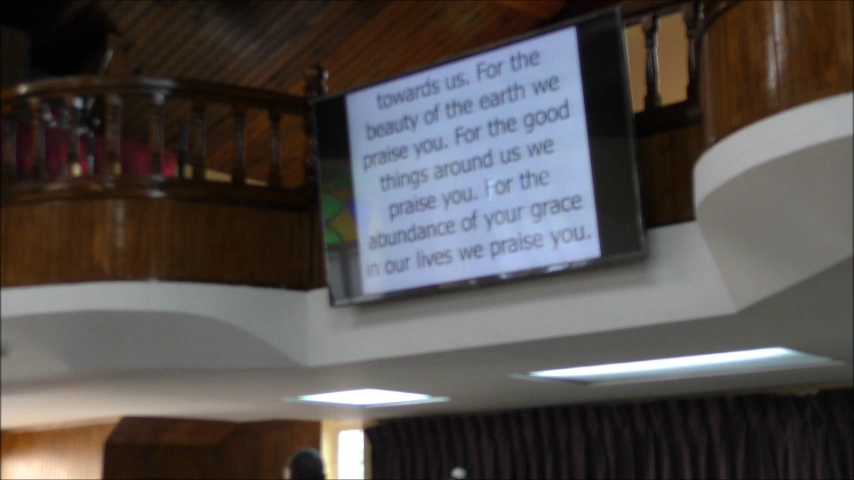 towards us. For the
beauty of the earth we
praise you. For the good
things around us we
praise you. For the
abundance of your grace
in our lives we praise you.